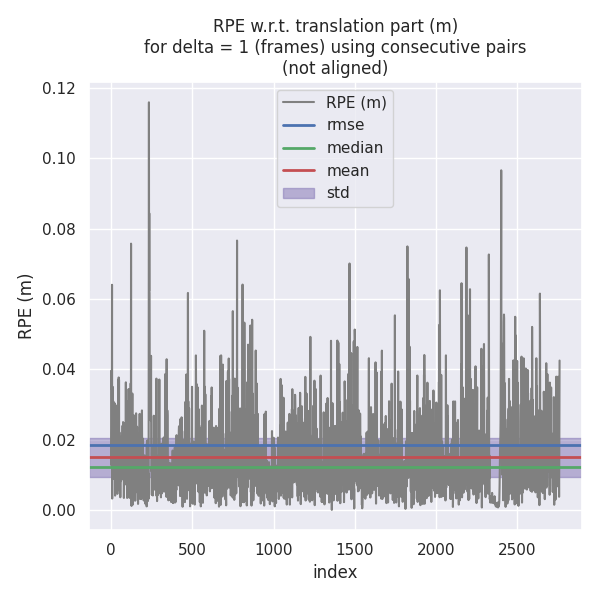 RPE w.r.t. translation part (m)
for delta = 1 (frames) using consecutive pairs
(not aligned)
RPE (m)
rmse
median
mean
std
0.12
0.10
0.08
0.06
0.04
0.02
0.00
RPE (m)
0 500 1000 1500 2000 2500
index